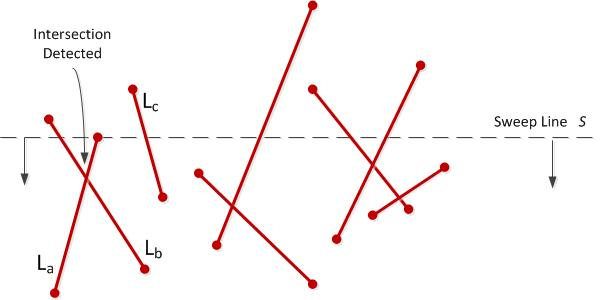 Intersection
Detected
Lc
Sweep Line S
Lb
La